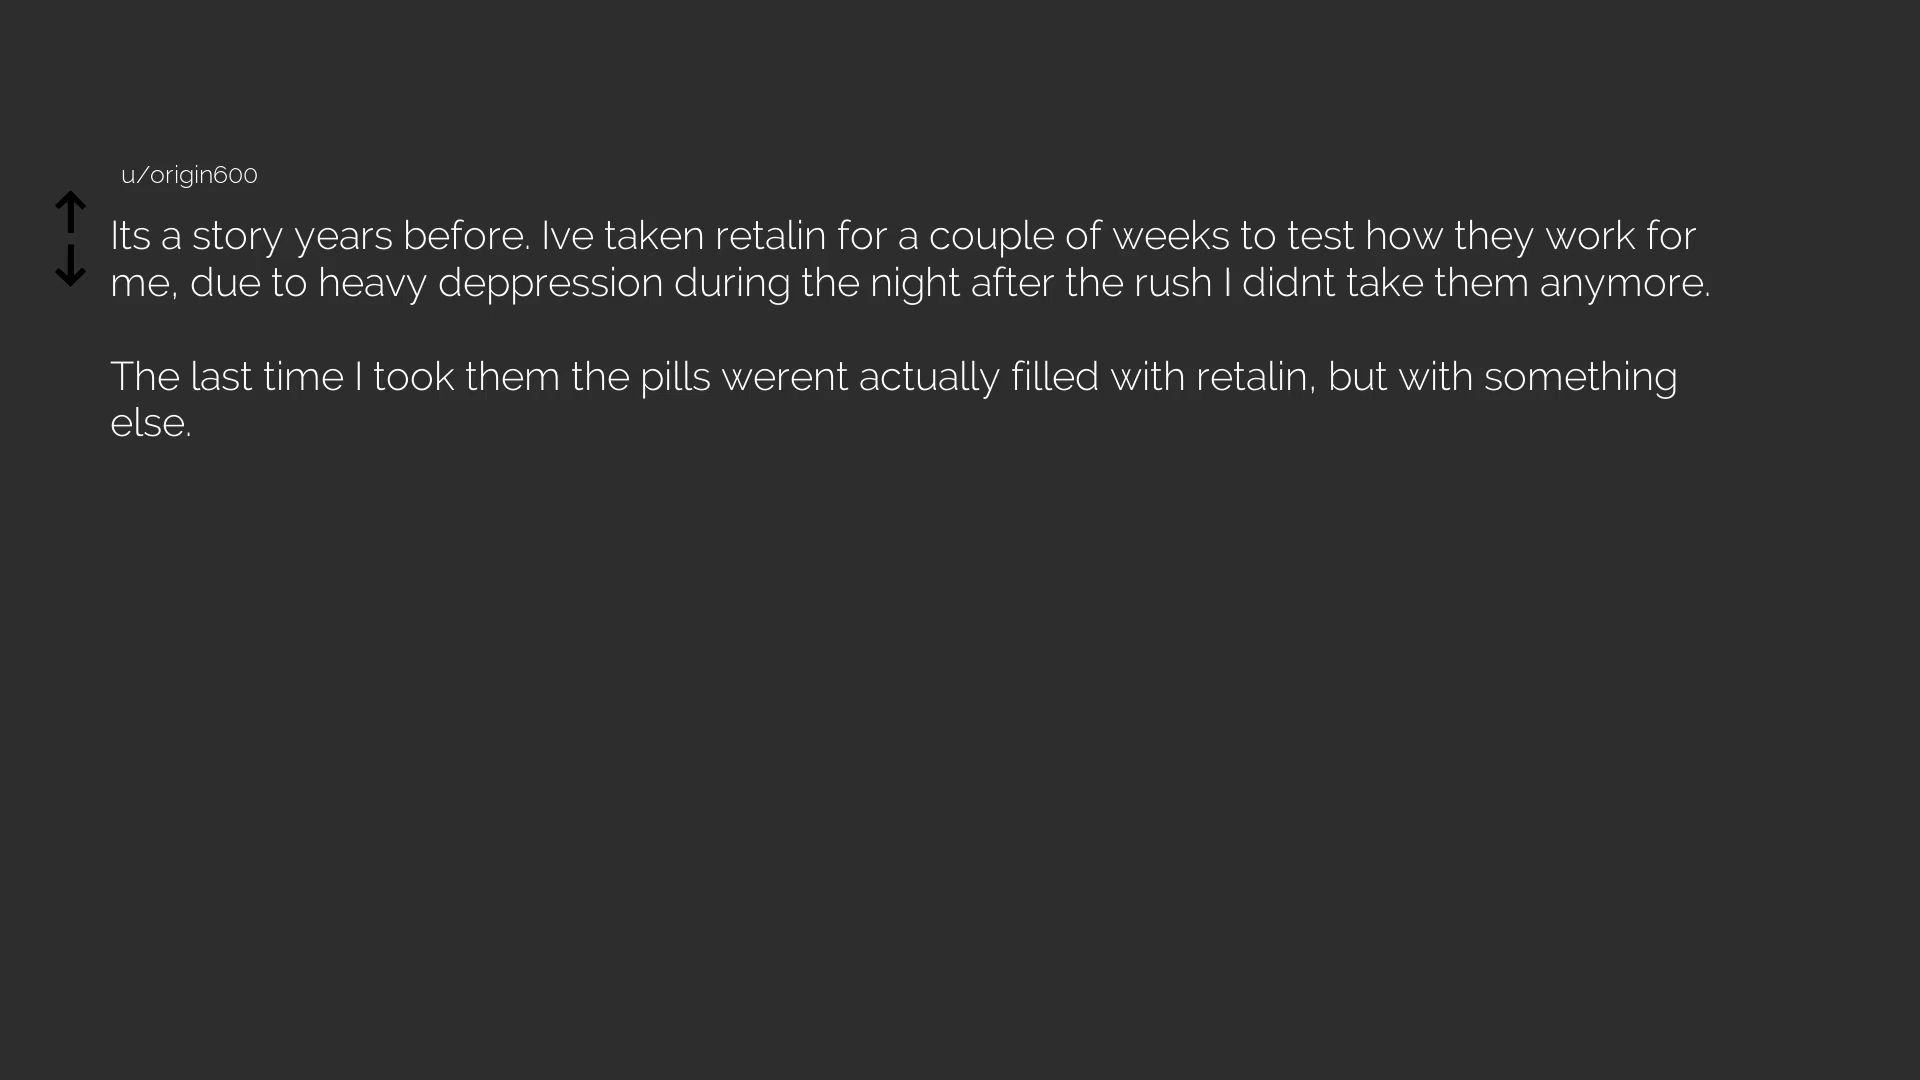 u/origin600
Its a story years before. Ive taken retalin for a couple of weeks to test how they work for
me, due to heavy deppression during the night after the rush I didnt take them anymore.
The last time I took them the pills werent actually filled with retalin, but with something
else.